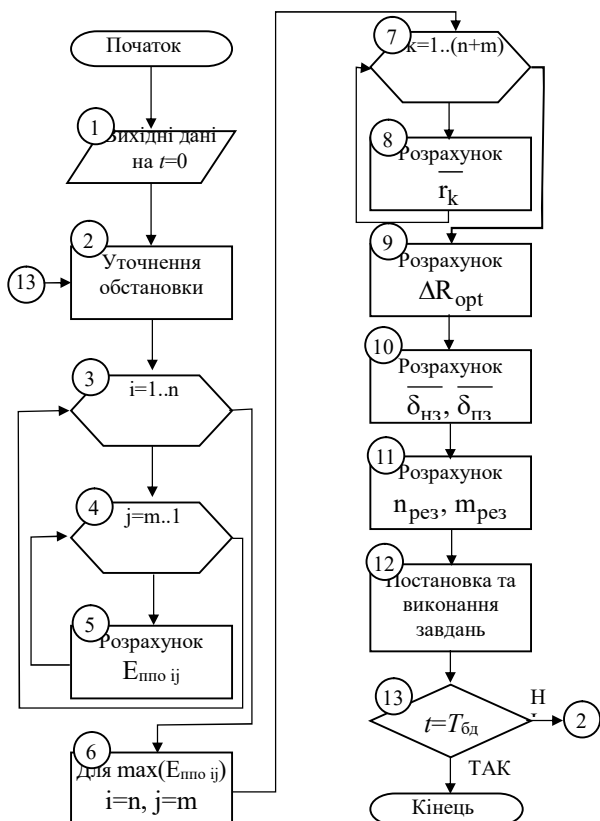 Початок
1
Вихідні дані
на t=0
2
Уточнення
обстановки
13
3
i=1..n
4
j=m..1
5
Розрахунок
Eппо ij
6
Для max(Eппо ij)
i=n, j=m
7
k=1..(n+m)
8
Розрахунок
r̅k
9
Розрахунок
ΔRopt
10
Розрахунок
δ̅нз, δ̅пз
11
Розрахунок
nрез, mрез
12
Постановка та
виконання
завдань
13
t=Tбд
Н
2
ТАК
Кінець